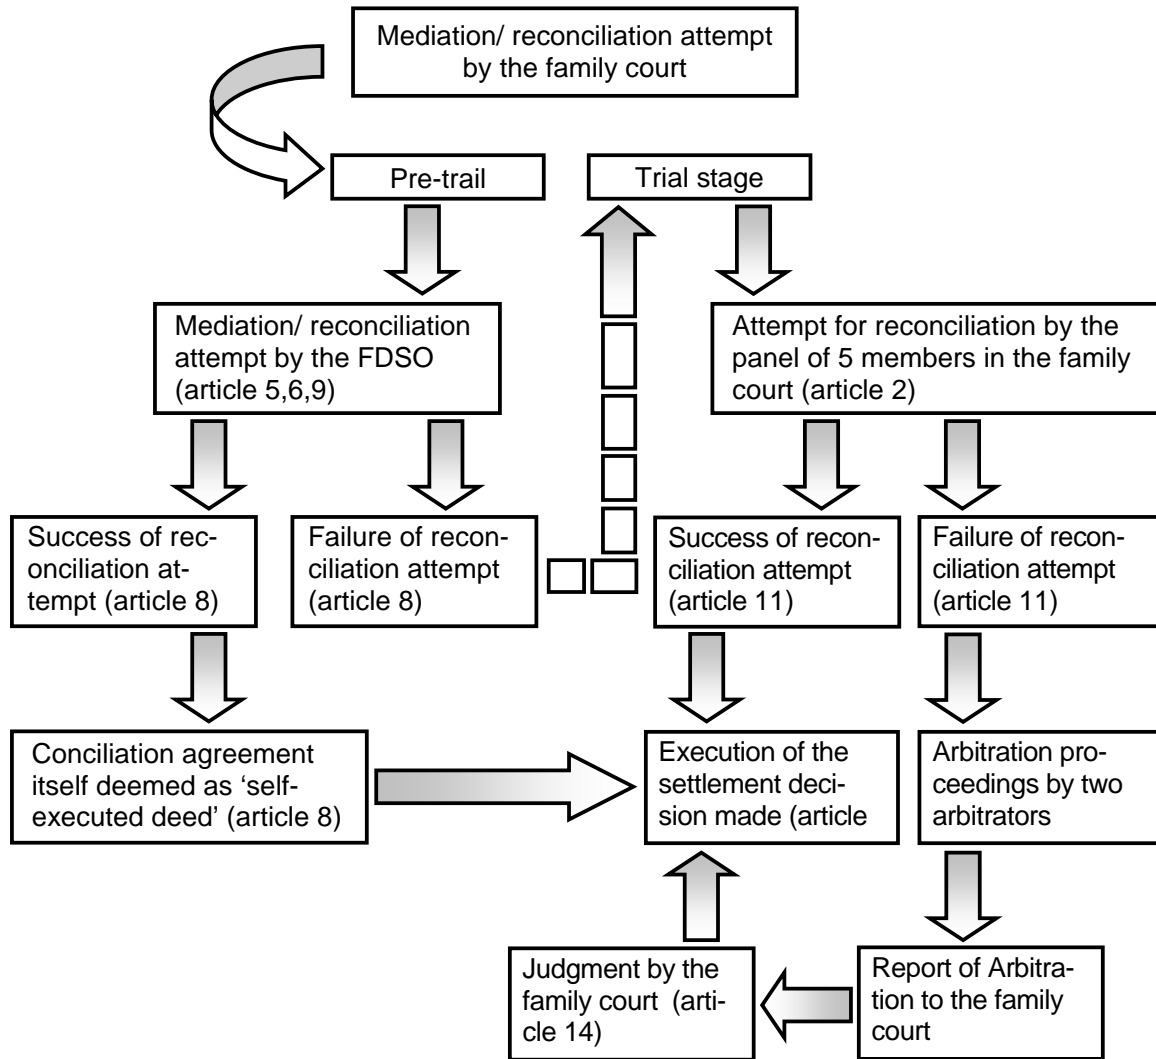 Mediation/ reconciliation attempt
by the family court
Pre-trail
Trial stage
Mediation/ reconciliation
attempt by the FDSO
(article 5,6,9)
Attempt for reconciliation by the
panel of 5 members in the family
court (article 2)
Success of rec-
onciliation at-
tempt (article 8)
Failure of recon-
ciliation attempt
(article 8)
Success of recon-
ciliation attempt
(article 11)
Failure of recon-
ciliation attempt
(article 11)
Conciliation agreement
itself deemed as ‘self-
executed deed’ (article 8)
Execution of the
settlement deci-
sion made (article
Arbitration pro-
ceedings by two
arbitrators
Judgment by the
family court (arti-
cle 14)
Report of Arbitra-
tion to the family
court